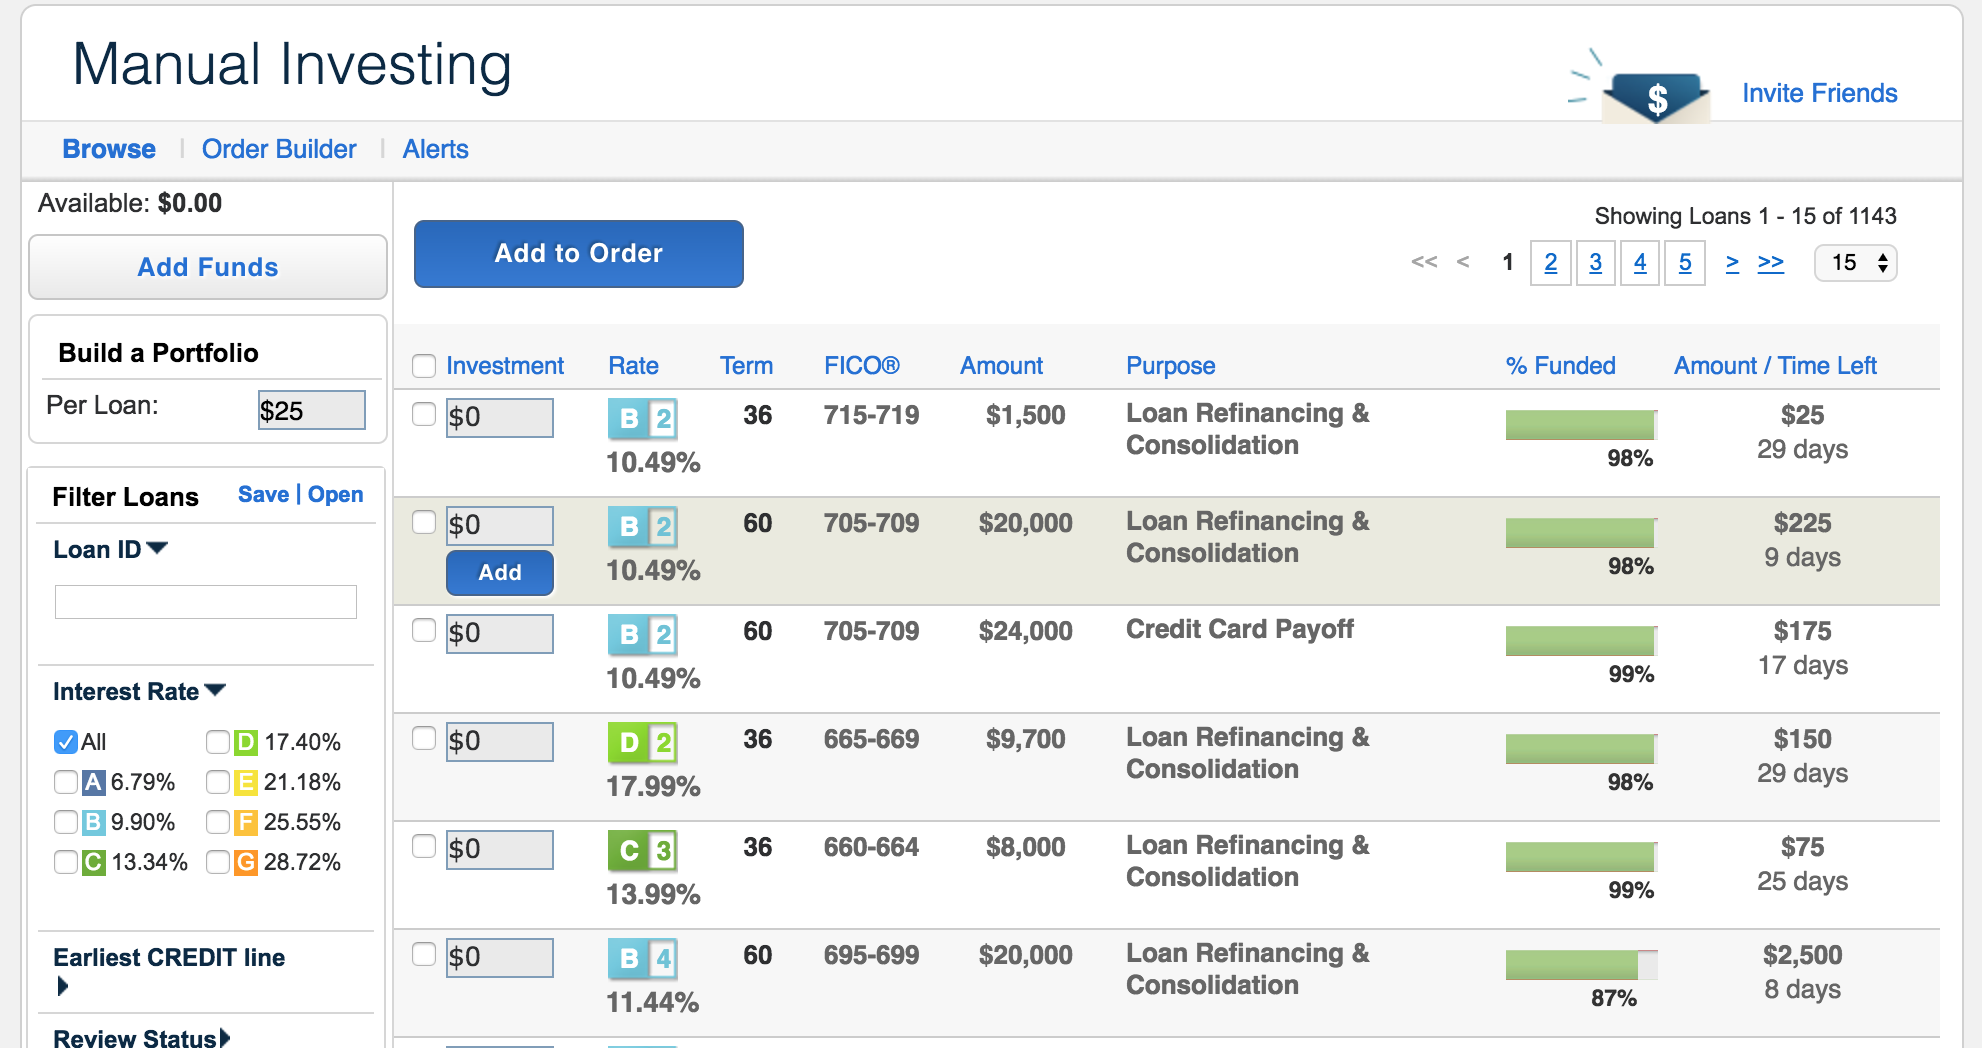 Manual Investing
$
Invite Friends
Browse | Order Builder | Alerts
Available: $0.00
Add Funds
Build a Portfolio
Per Loan: $25
Filter Loans Save | Open
Loan ID
Interest Rate
All D 17.40%
A 6.79% E 21.18%
B 9.90% F 25.55%
C 13.34% G 28.72%
Earliest CREDIT line
Review Status
Add to Order
Showing Loans 1 - 15 of 1143
<< < 1 2 3 4 5 > >> 15
Investment Rate Term FICO® Amount Purpose % Funded Amount / Time Left
$0 B 2 36 715-719 $1,500 Loan Refinancing & $25
Consolidation 29 days
10.49% 98%
$0 B 2 60 705-709 $20,000 Loan Refinancing & $225
Consolidation 9 days
Add 10.49% 98%
$0 B 2 60 705-709 $24,000 Credit Card Payoff $175
17 days
10.49% 99%
$0 D 2 36 665-669 $9,700 Loan Refinancing & $150
Consolidation 29 days
17.99% 98%
$0 C 3 36 660-664 $8,000 Loan Refinancing & $75
Consolidation 25 days
13.99% 99%
$0 B 4 60 695-699 $20,000 Loan Refinancing & $2,500
Consolidation 8 days
11.44% 87%